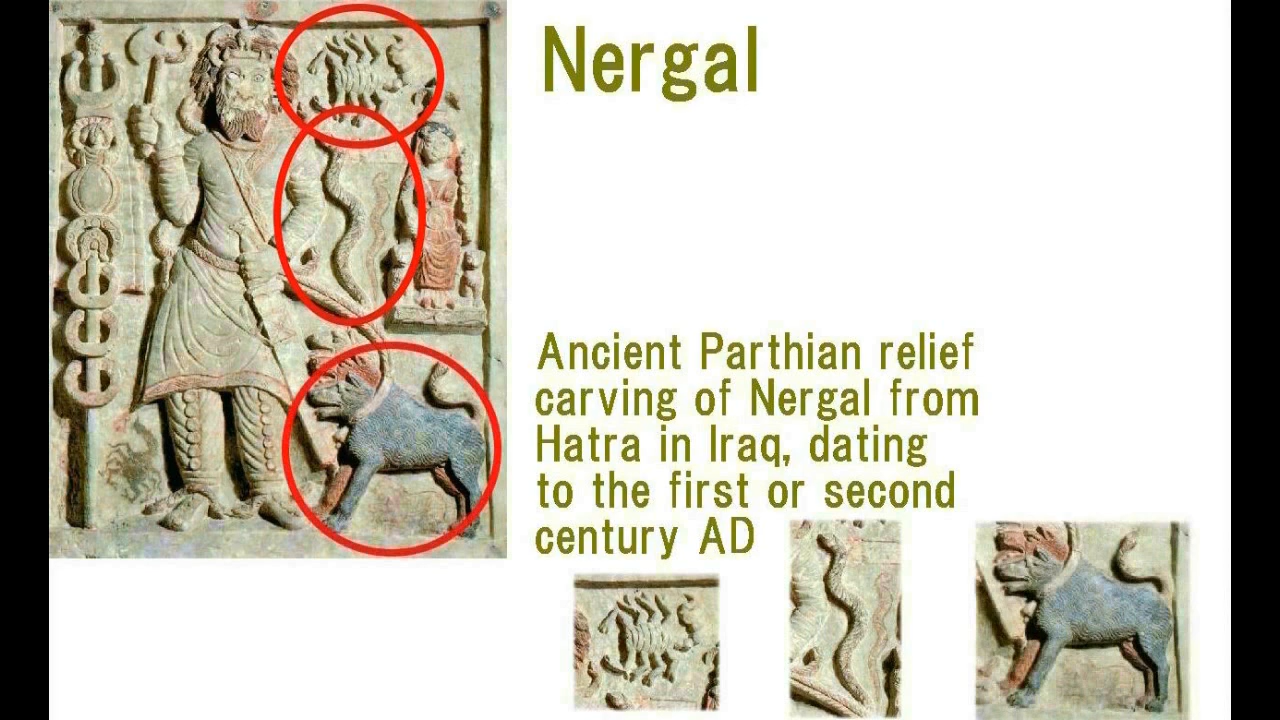 Nergal
Ancient Parthian relief
carving of Nergal from
Hatra in Iraq, dating
to the first or second
century AD